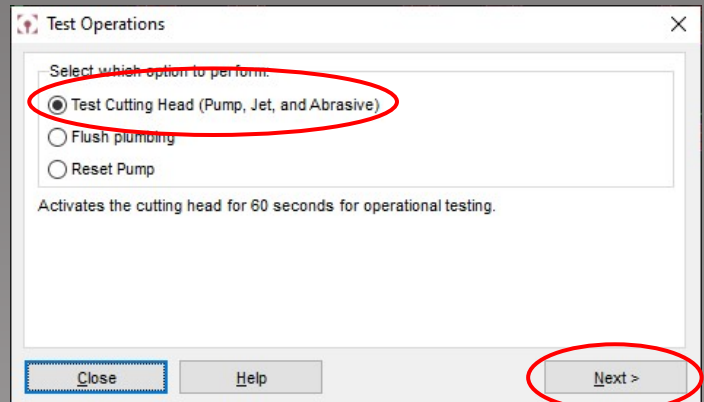 Test Operations
Select which option to perform:
Test Cutting Head (Pump, Jet, and Abrasive)
Flush plumbing
Reset Pump
Activates the cutting head for 60 seconds for operational testing.
Close
Help
Next >